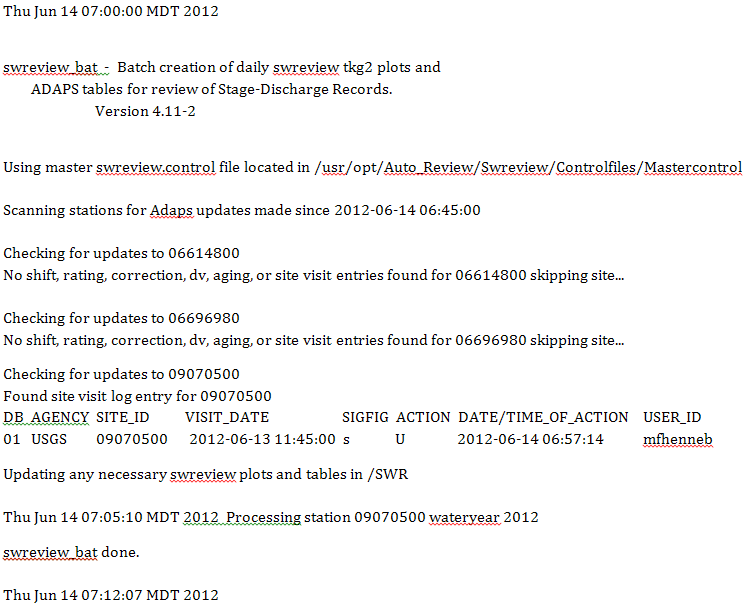 Thu Jun 14 07:00:00 MDT 2012
swreview_bat - Batch creation of daily swreview tkg2 plots and
ADAPS tables for review of Stage-Discharge Records.
Version 4.11-2
Using master swreview.control file located in /usr/opt/Auto_Review/Swreview/Controlfiles/Mastercontrol
Scanning stations for Adaps updates made since 2012-06-14 06:45:00
Checking for updates to 06614800
No shift, rating, correction, dv, aging, or site visit entries found for 06614800 skipping site...
Checking for updates to 06696980
No shift, rating, correction, dv, aging, or site visit entries found for 06696980 skipping site...
Checking for updates to 09070500
Found site visit log entry for 09070500
DB AGENCY SITE_ID VISIT_DATE SIGFIG ACTION DATE/TIME_OF_ACTION USER_ID
01 USGS 09070500 2012-06-13 11:45:00 s U 2012-06-14 06:57:14 mfhenneb
Updating any necessary swreview plots and tables in /SWR
Thu Jun 14 07:05:10 MDT 2012 Processing station 09070500 wateryear 2012
swreview_bat done.
Thu Jun 14 07:12:07 MDT 2012